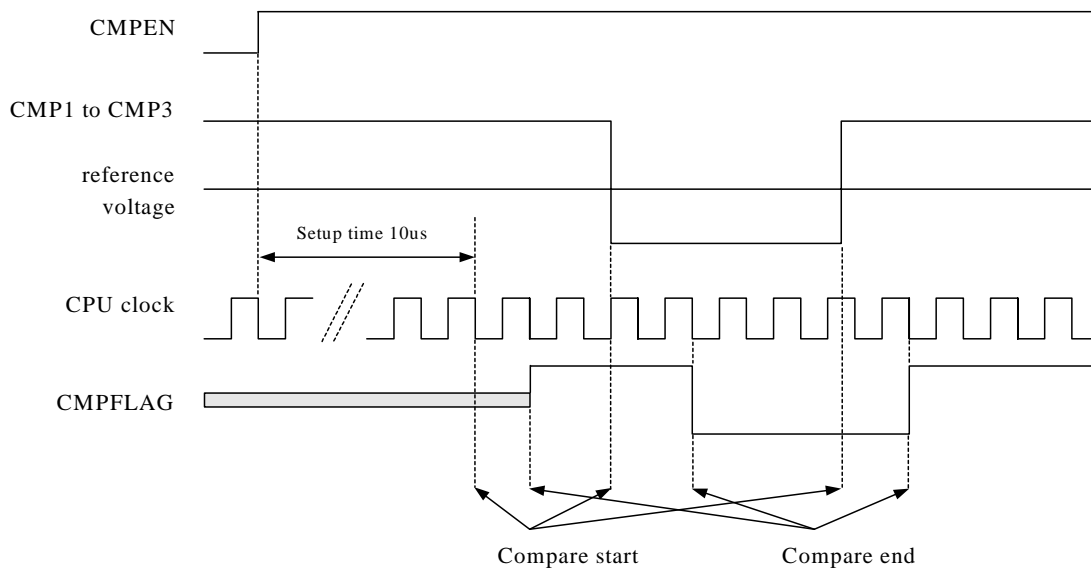 CMPEN
CMP1 to CMP3
reference
voltage
Setup time 10us
CPU clock
CMPFLAG
Compare start
Compare end